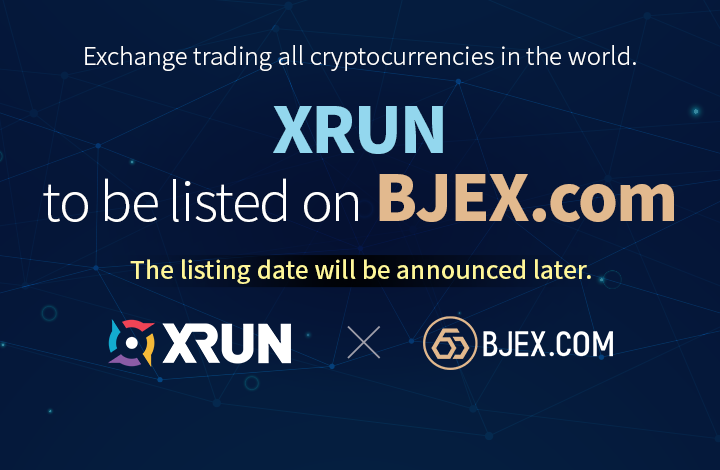 Exchange trading all cryptocurrencies in the world.
XRUN
to be listed on BJEX.com
The listing date will be announced later.
XRUN × BJEX.COM